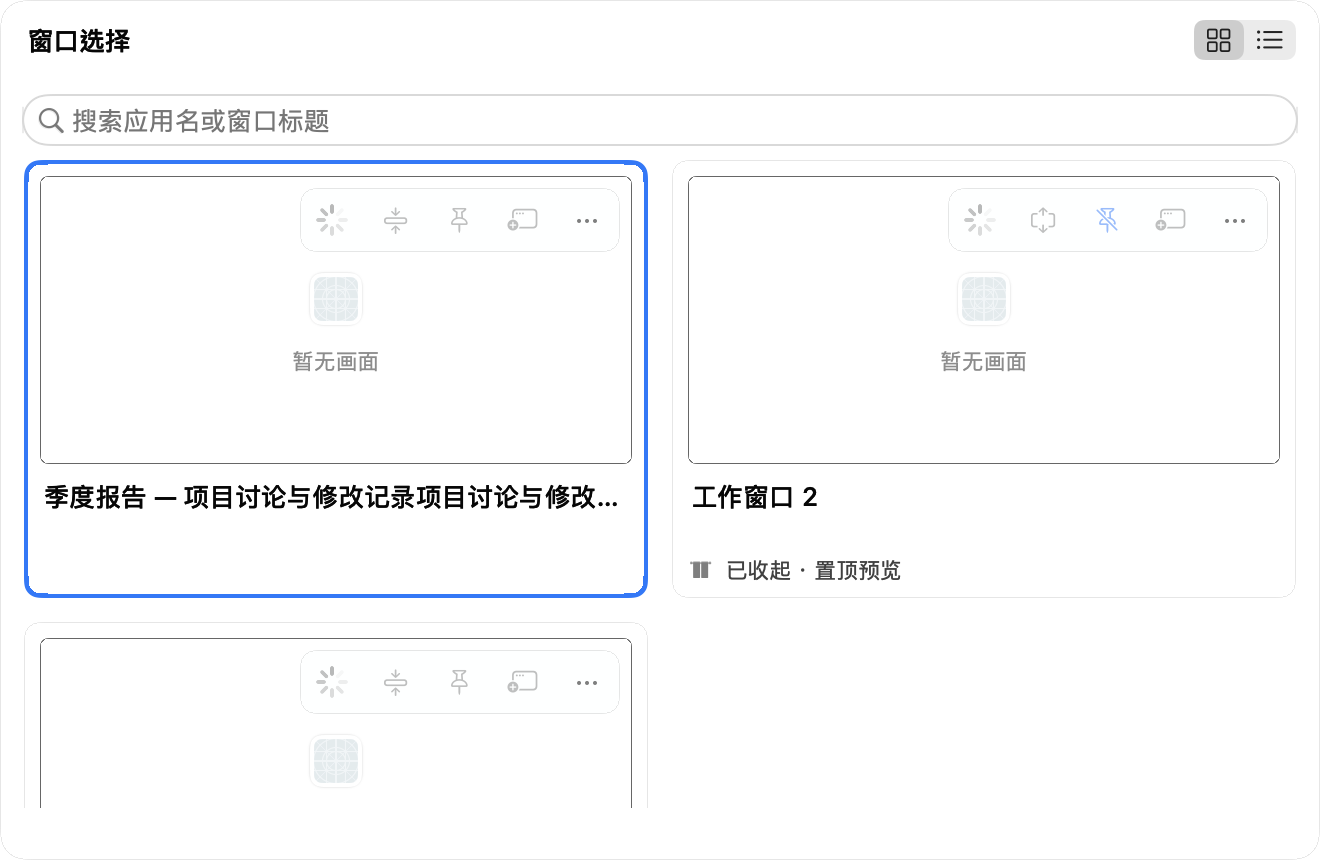 窗口选择
搜索应用名或窗口标题
暂无画面
暂无画面
季度报告 — 项目讨论与修改记录项目讨论与修改...
工作窗口 2
已收起 · 置顶预览